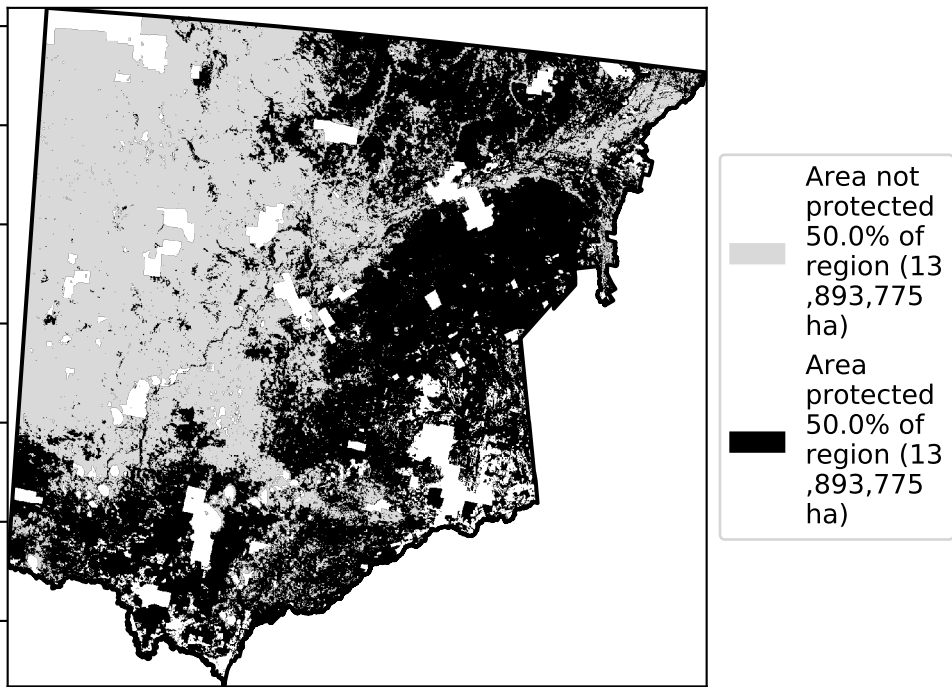 Area not
protected
50.0% of
region (13
,893,775
ha)
Area
protected
50.0% of
region (13
,893,775
ha)